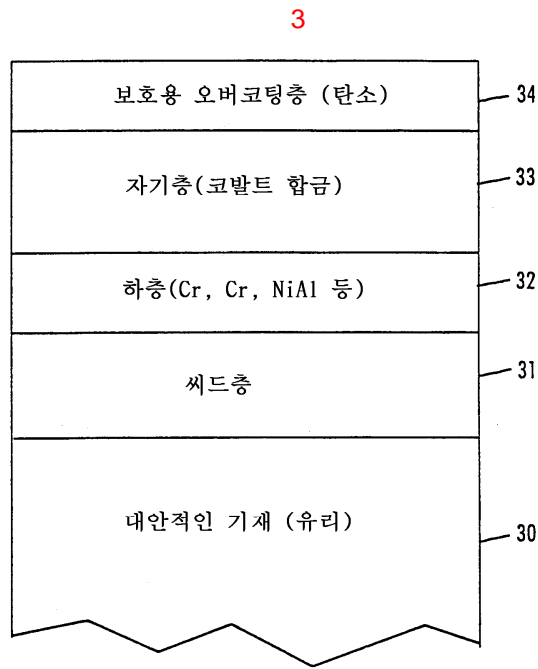 3
보호용 오버코팅층 (탄소)
34
자기층(코발트 합금)
33
하층(Cr, Cr, NiAl 등)
32
씨드층
31
대안적인 기재 (유리)
30